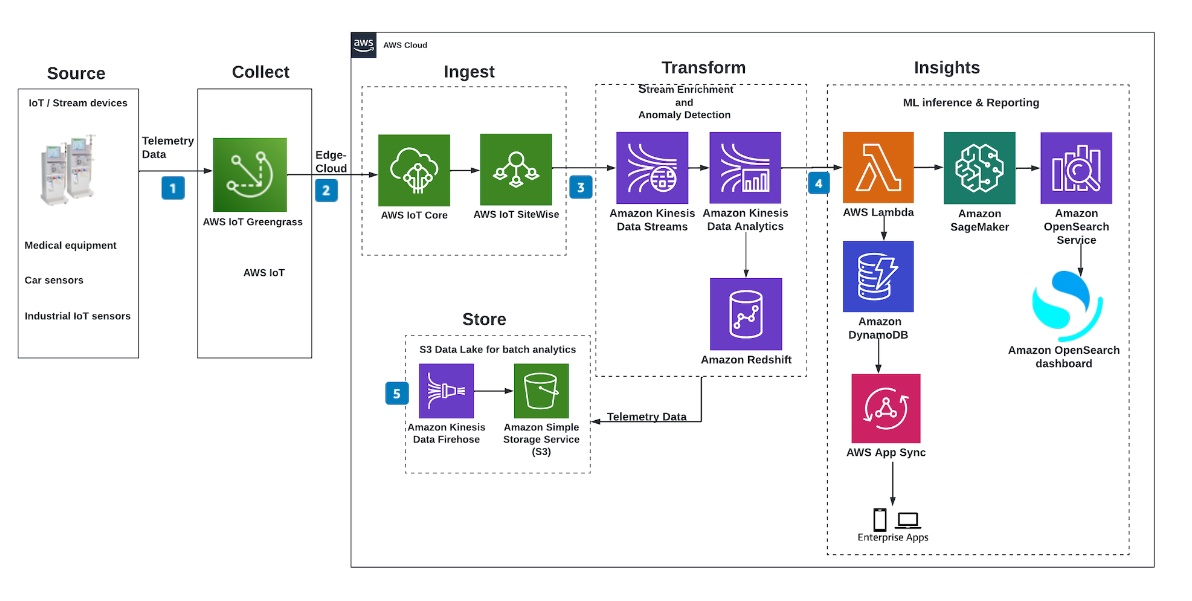 aws
AWS Cloud
Source
IoT / Stream devices
Medical equipment
Car sensors
Industrial IoT sensors
Telemetry
Data
1
Collect
AWS IoT Greengrass
AWS IoT
Edge-
Cloud
2
Ingest
AWS IoT Core
AWS IoT SiteWise
3
Transform
Stream Enrichment
and
Anomaly Detection
Amazon Kinesis
Data Streams
Amazon Kinesis
Data Analytics
Amazon Redshift
4
Insights
ML inference & Reporting
AWS Lambda
Amazon
SageMaker
Amazon
OpenSearch
Service
Amazon
DynamoDB
Amazon OpenSearch
dashboard
AWS App Sync
Enterprise Apps
Store
S3 Data Lake for batch analytics
5
Amazon Kinesis
Data Firehose
Amazon Simple
Storage Service
(S3)
Telemetry Data